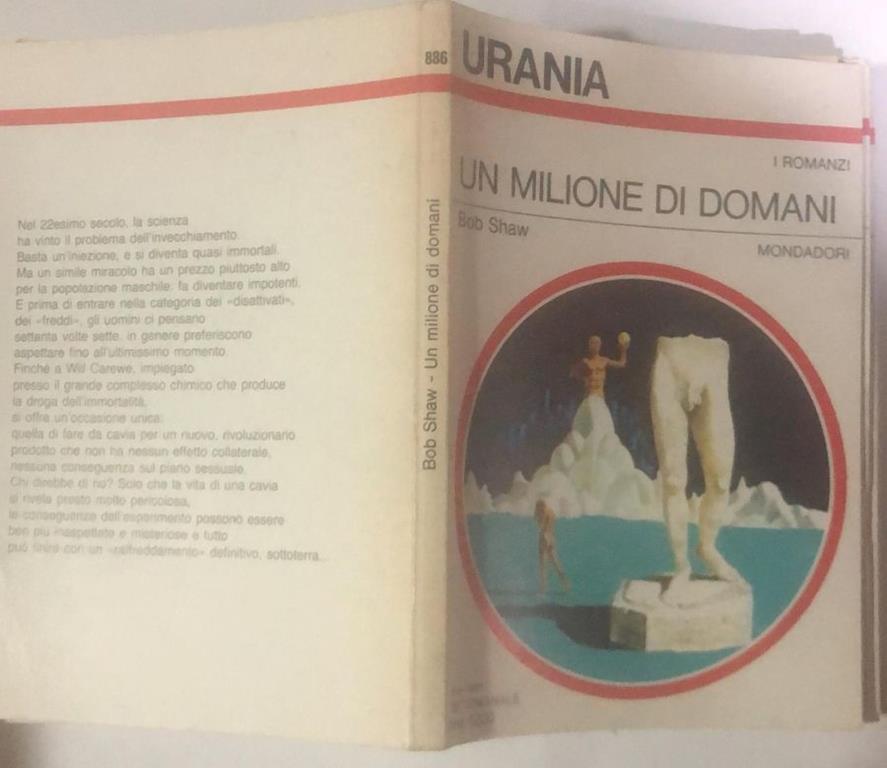 Nel 22esimo secolo, la scienza
ha vinto il problema dell'invecchiamento.
Basta un'iniezione, e si diventa quasi immortali.
Ma un simile miracolo ha un prezzo piuttosto alto
per la popolazione maschile: fa diventare impotenti.
E prima di entrare nella categoria dei «disattivati»,
dei «freddi», gli uomini ci pensano
settanta volte sette, in genere preferiscono
aspettare fino all'ultimissimo momento.
Finché a Will Carewe, impiegato
presso il grande complesso chimico che produce
la droga dell'immortalità,
si offre un'occasione unica:
quella di fare da cavia per un nuovo, rivoluzionario
prodotto che non ha nessun effetto collaterale,
nessuna conseguenza sul piano sessuale.
Chi direbbe di no? Solo che la vita di una cavia
si rivela presto molto pericolosa,
le conseguenze dell'esperimento possono essere
ben più inaspettate e misteriose e tutto
può finire con un «raffreddamento» definitivo, sottoterra...
886
Bob Shaw - Un milione di domani
URANIA
I ROMANZI
UN MILIONE DI DOMANI
Bob Shaw
MONDADORI